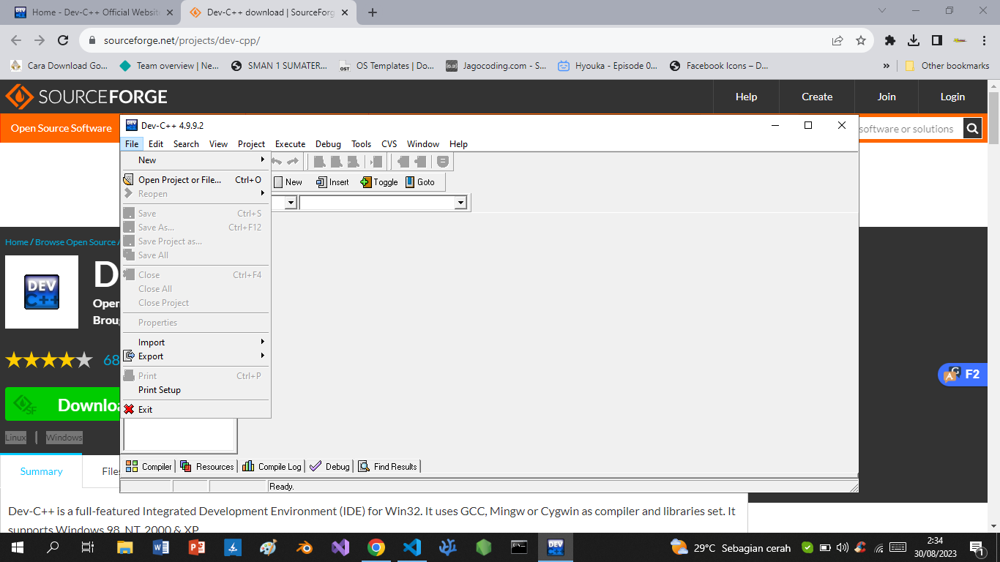 Home - Dev-C++ Official Website
Dev-C++ download | SourceForg
sourceforge.net/projects/dev-cpp/
Cara Download Go...
Team overview | Ne...
SMAN 1 SUMATER...
OS Templates | Do...
Jagocoding.com - S...
Hyouka - Episode 0...
Facebook Icons – D...
»
Other bookmarks
SOURCEFORGE
Help
Create
Join
Login
Open Source Software
software or solutions
Dev-C++ 4.9.9.2
File Edit Search View Project Execute Debug Tools CVS Window Help
New
Open Project or File... Ctrl+O
Reopen
Save Ctrl+S
Save As... Ctrl+F12
Save Project as...
Save All
Close Ctrl+F4
Close All
Close Project
Properties
Import
Export
Print Ctrl+P
Print Setup
Exit
New Insert Toggle Goto
Home / Browse Open Source /
DEV C++
D
Oper
Broug
68
Downloa
SF
Linux | Windows
Summary
Files
F2
Compiler Resources Compile Log Debug Find Results
Ready.
Dev-C++ is a full-featured Integrated Development Environment (IDE) for Win32. It uses GCC, Mingw or Cygwin as compiler and libraries set. It
supports Windows 98, NT, 2000 & XP.
29°C Sebagian cerah
2:34
30/08/2023
1